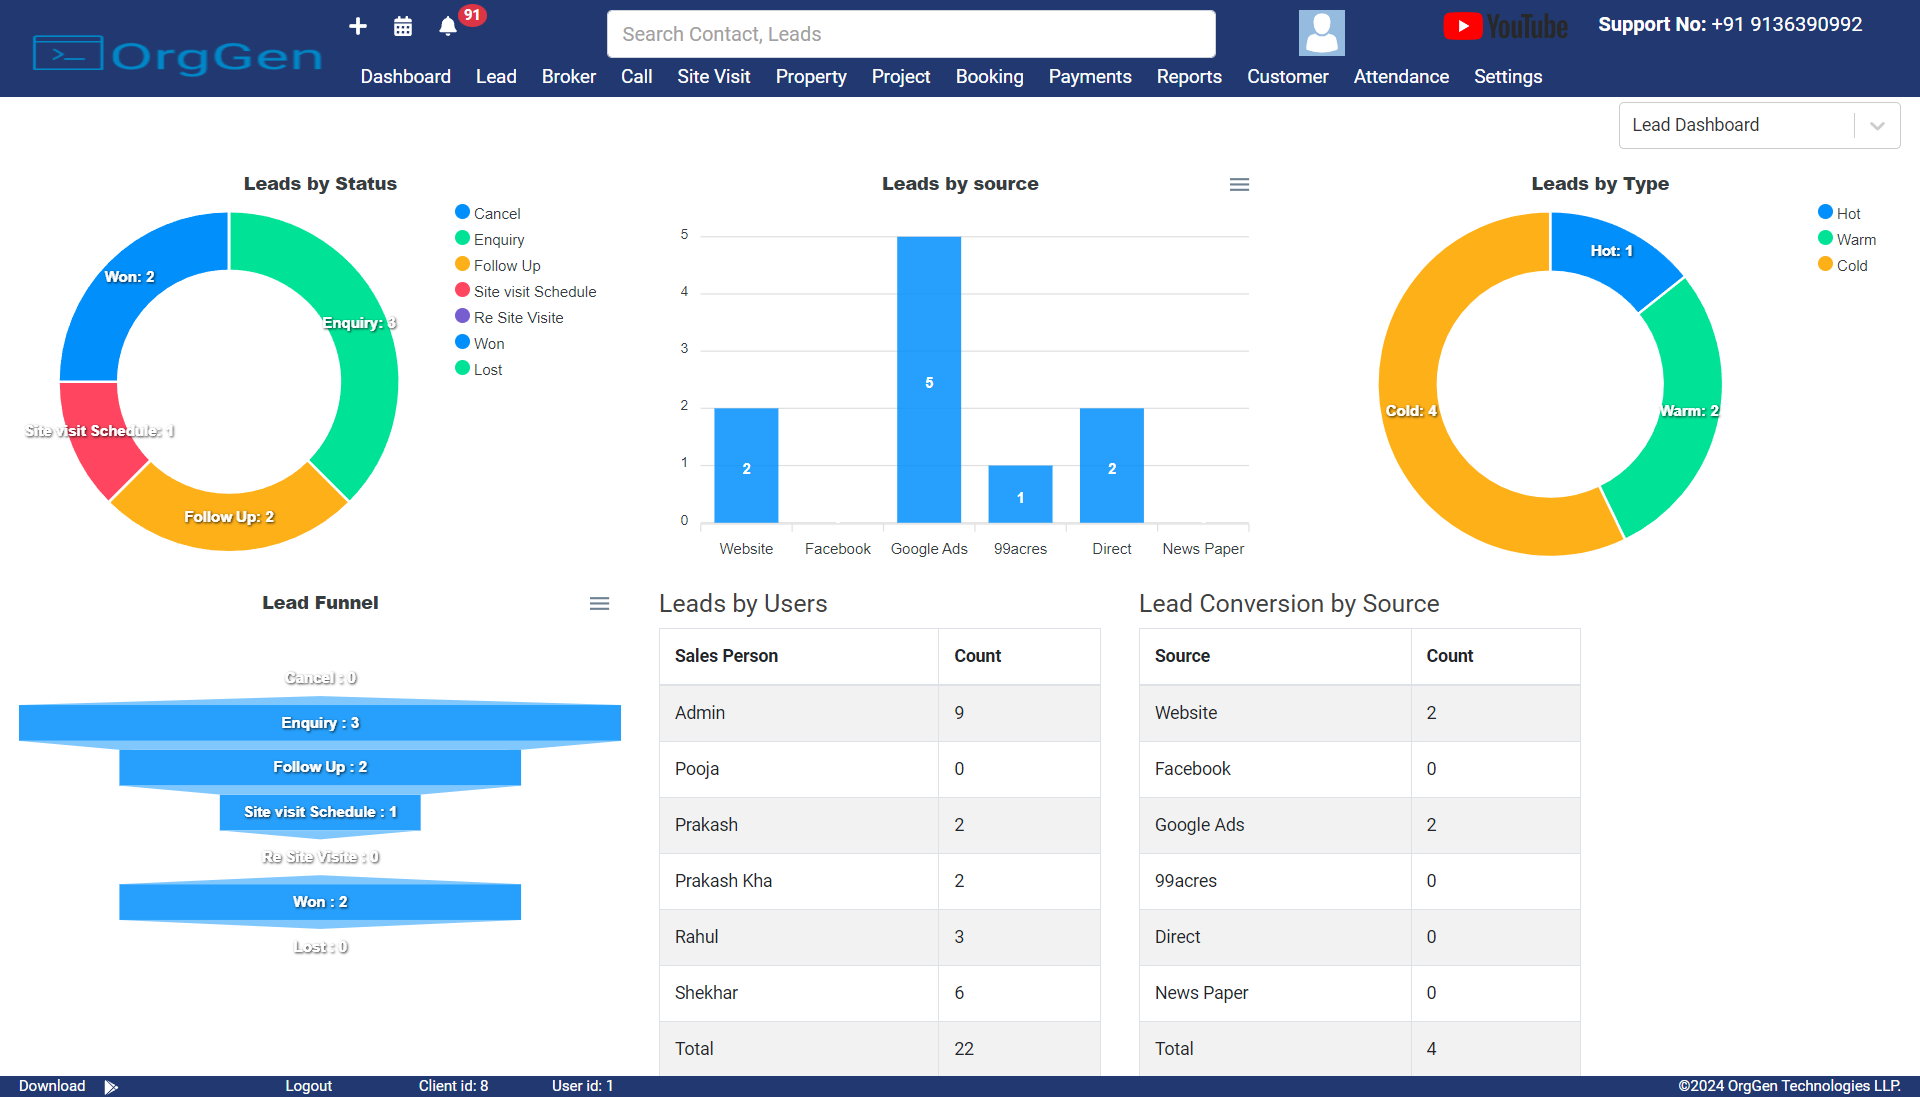 OrgGen
91
Search Contact, Leads
YouTube
Support No: +91 9136390992
Dashboard Lead Broker Call Site Visit Property Project Booking Payments Reports Customer Attendance Settings
Lead Dashboard
Leads by Status
Cancel
Enquiry
Follow Up
Site visit Schedule
Re Site Visite
Won
Lost
Won: 2
Enquiry: 3
Site visit Schedule: 1
Follow Up: 2
Leads by source
5
4
3
2
1
0
2
5
1
2
Website Facebook Google Ads 99acres Direct News Paper
Leads by Type
Hot
Warm
Cold
Hot: 1
Cold: 4
Warm: 2
Lead Funnel
Cancel : 0
Enquiry : 3
Follow Up : 2
Site visit Schedule : 1
Re Site Visite : 0
Won : 2
Lost : 0
Leads by Users
Sales Person Count
Admin 9
Pooja 0
Prakash 2
Prakash Kha 2
Rahul 3
Shekhar 6
Total 22
Lead Conversion by Source
Source Count
Website 2
Facebook 0
Google Ads 2
99acres 0
Direct 0
News Paper 0
Total 4
Download Logout Client id: 8 User id: 1 ©2024 OrgGen Technologies LLP.